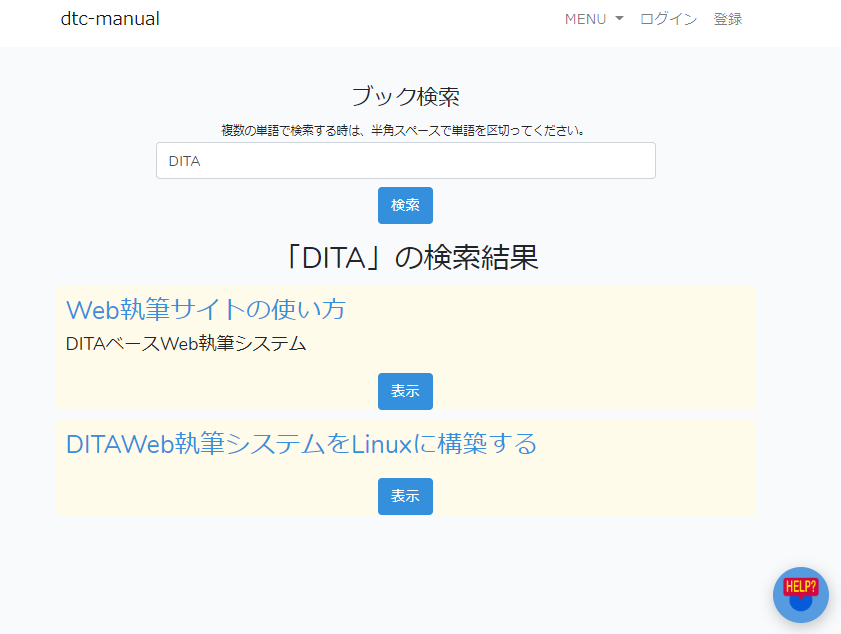 dtc-manual
MENU ログイン 登録
ブック検索
複数の単語で検索する時は、半角スペースで単語を区切ってください。
DITA
検索
「DITA」の検索結果
Web執筆サイトの使い方
DITAベースWeb執筆システム
表示
DITAWeb執筆システムをLinuxに構築する
表示
HELP?